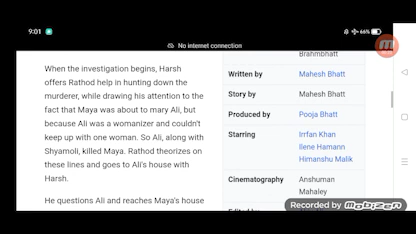 9:01
66%
No internet connection
When the investigation begins, Harsh
offers Rathod help in hunting down the
murderer, while drawing his attention to the
fact that Maya was about to mary Ali, but
because Ali was a womanizer and couldn't
keep up with one woman. So Ali, along with
Shyamoli, killed Maya. Rathod theorizes on
these lines and goes to Ali's house with
Harsh.
He questions Ali and reaches Maya's house
Brahmbhatt
Written by Mahesh Bhatt
Story by Mahesh Bhatt
Produced by Pooja Bhatt
Starring Irrfan Khan
Ilene Hamann
Himanshu Malik
Cinematography Anshuman
Mahaley
Edited by
RECORDED BY
MOBIZEN